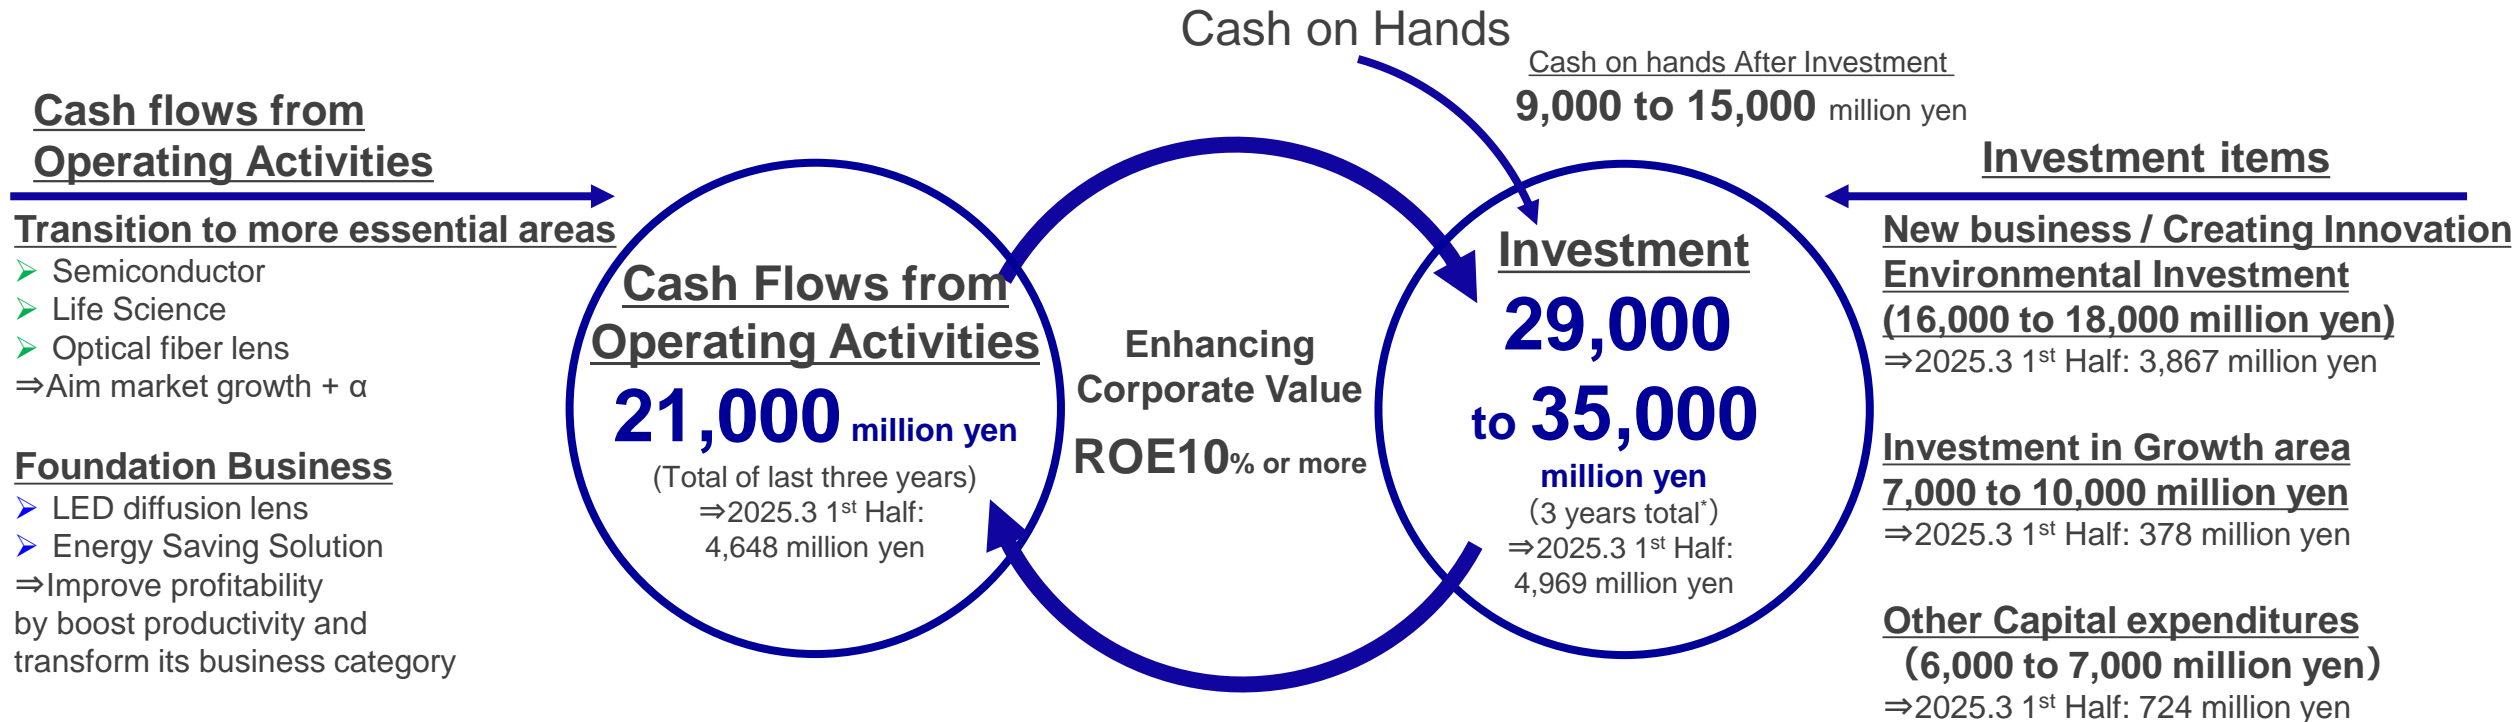 Cash on Hands
Cash on hands After Investment
9,000 to 15,000 million yen
Cash flows from
Operating Activities
Transition to more essential areas
➢ Semiconductor
➢ Life Science
➢ Optical fiber lens
⇒Aim market growth + α
Foundation Business
➢ LED diffusion lens
➢ Energy Saving Solution
⇒Improve profitability
by boost productivity and
transform its business category
Cash Flows from
Operating Activities
21,000 million yen
(Total of last three years)
⇒2025.3 1st Half:
4,648 million yen
Enhancing
Corporate Value
ROE10% or more
Investment
29,000
to 35,000
million yen
(3 years total*)
⇒2025.3 1st Half:
4,969 million yen
Investment items
New business / Creating Innovation
Environmental Investment
(16,000 to 18,000 million yen)
⇒2025.3 1st Half: 3,867 million yen
Investment in Growth area
7,000 to 10,000 million yen
⇒2025.3 1st Half: 378 million yen
Other Capital expenditures
(6,000 to 7,000 million yen)
⇒2025.3 1st Half: 724 million yen